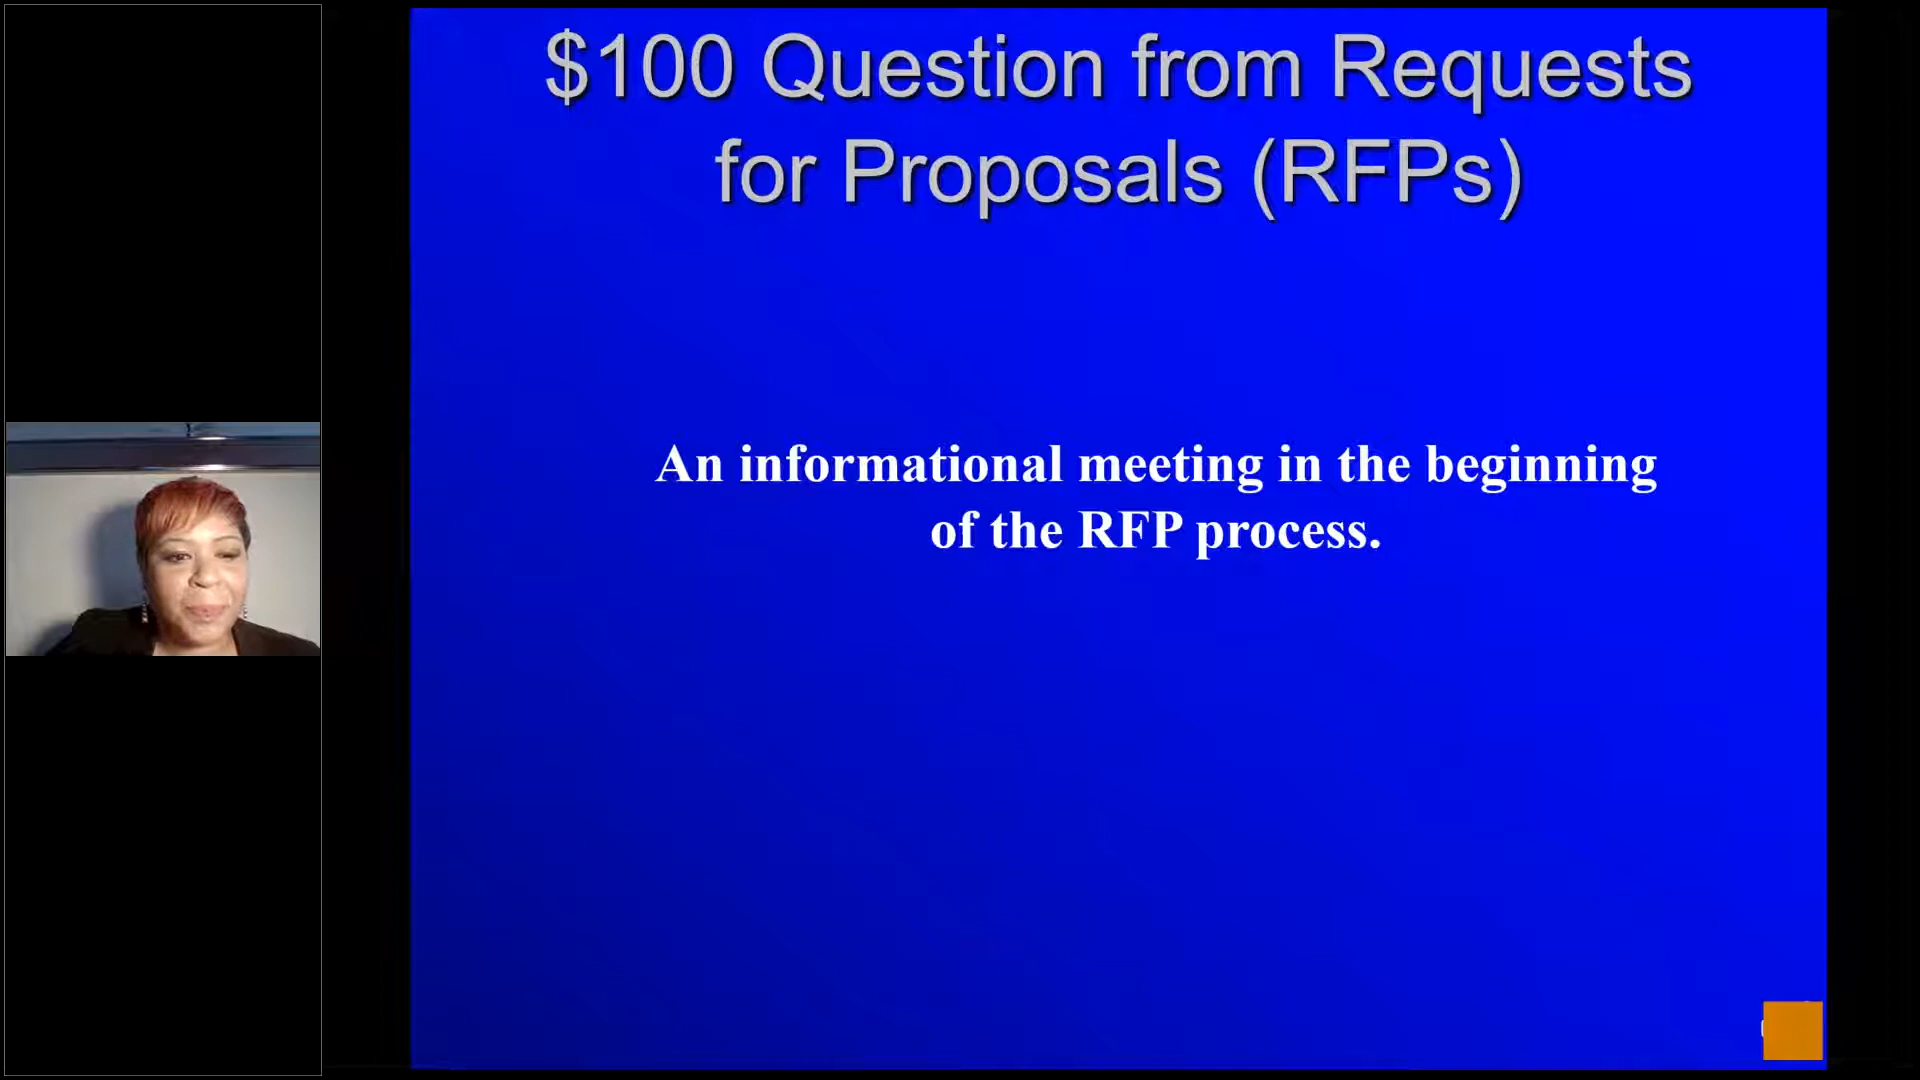 $100 Question from Requests
for Proposals (RFPs)
An informational meeting in the beginning
of the RFP process.